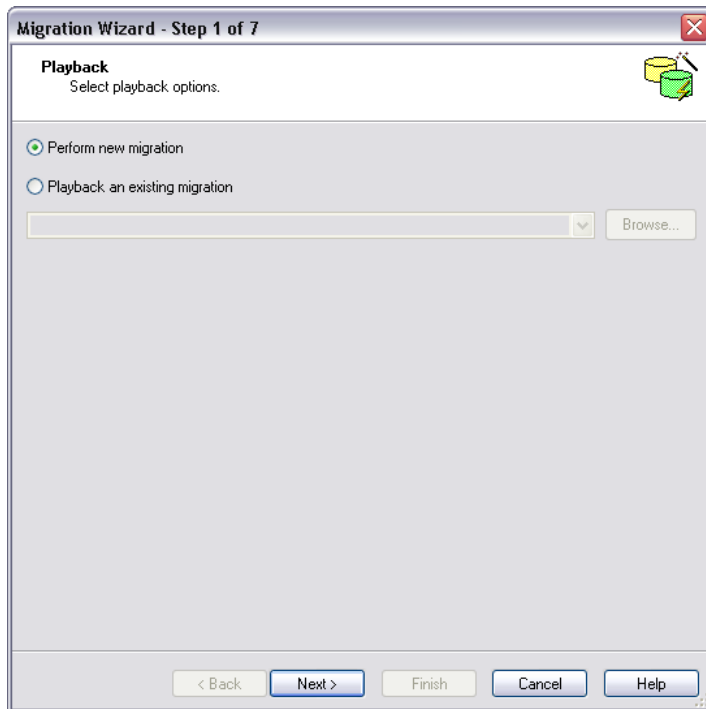 Migration Wizard - Step 1 of 7
Playback
Select playback options.
Perform new migration
Playback an existing migration
Browse...
< Back Next > Finish Cancel Help